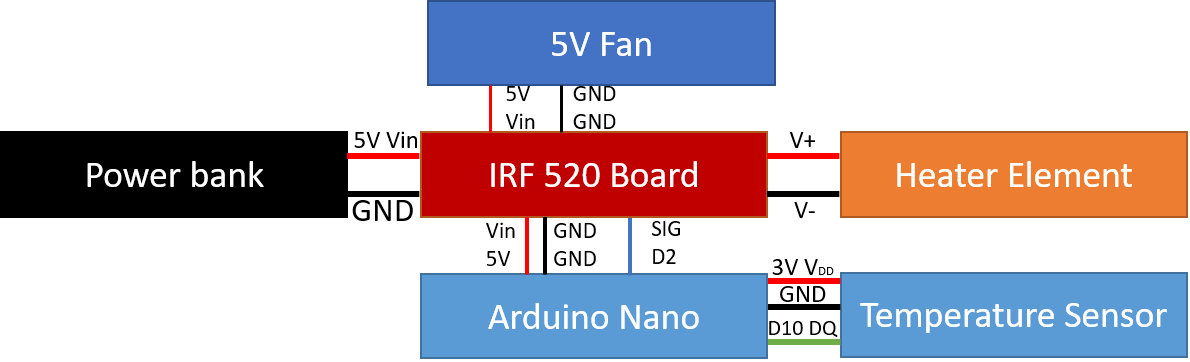 5V Fan
5V GND
Vin GND
Power bank
5V Vin
GND
IRF 520 Board
V+
V-
Heater Element
Vin GND SIG
5V GND D2
Arduino Nano
3V VDD
GND
D10 DQ
Temperature Sensor